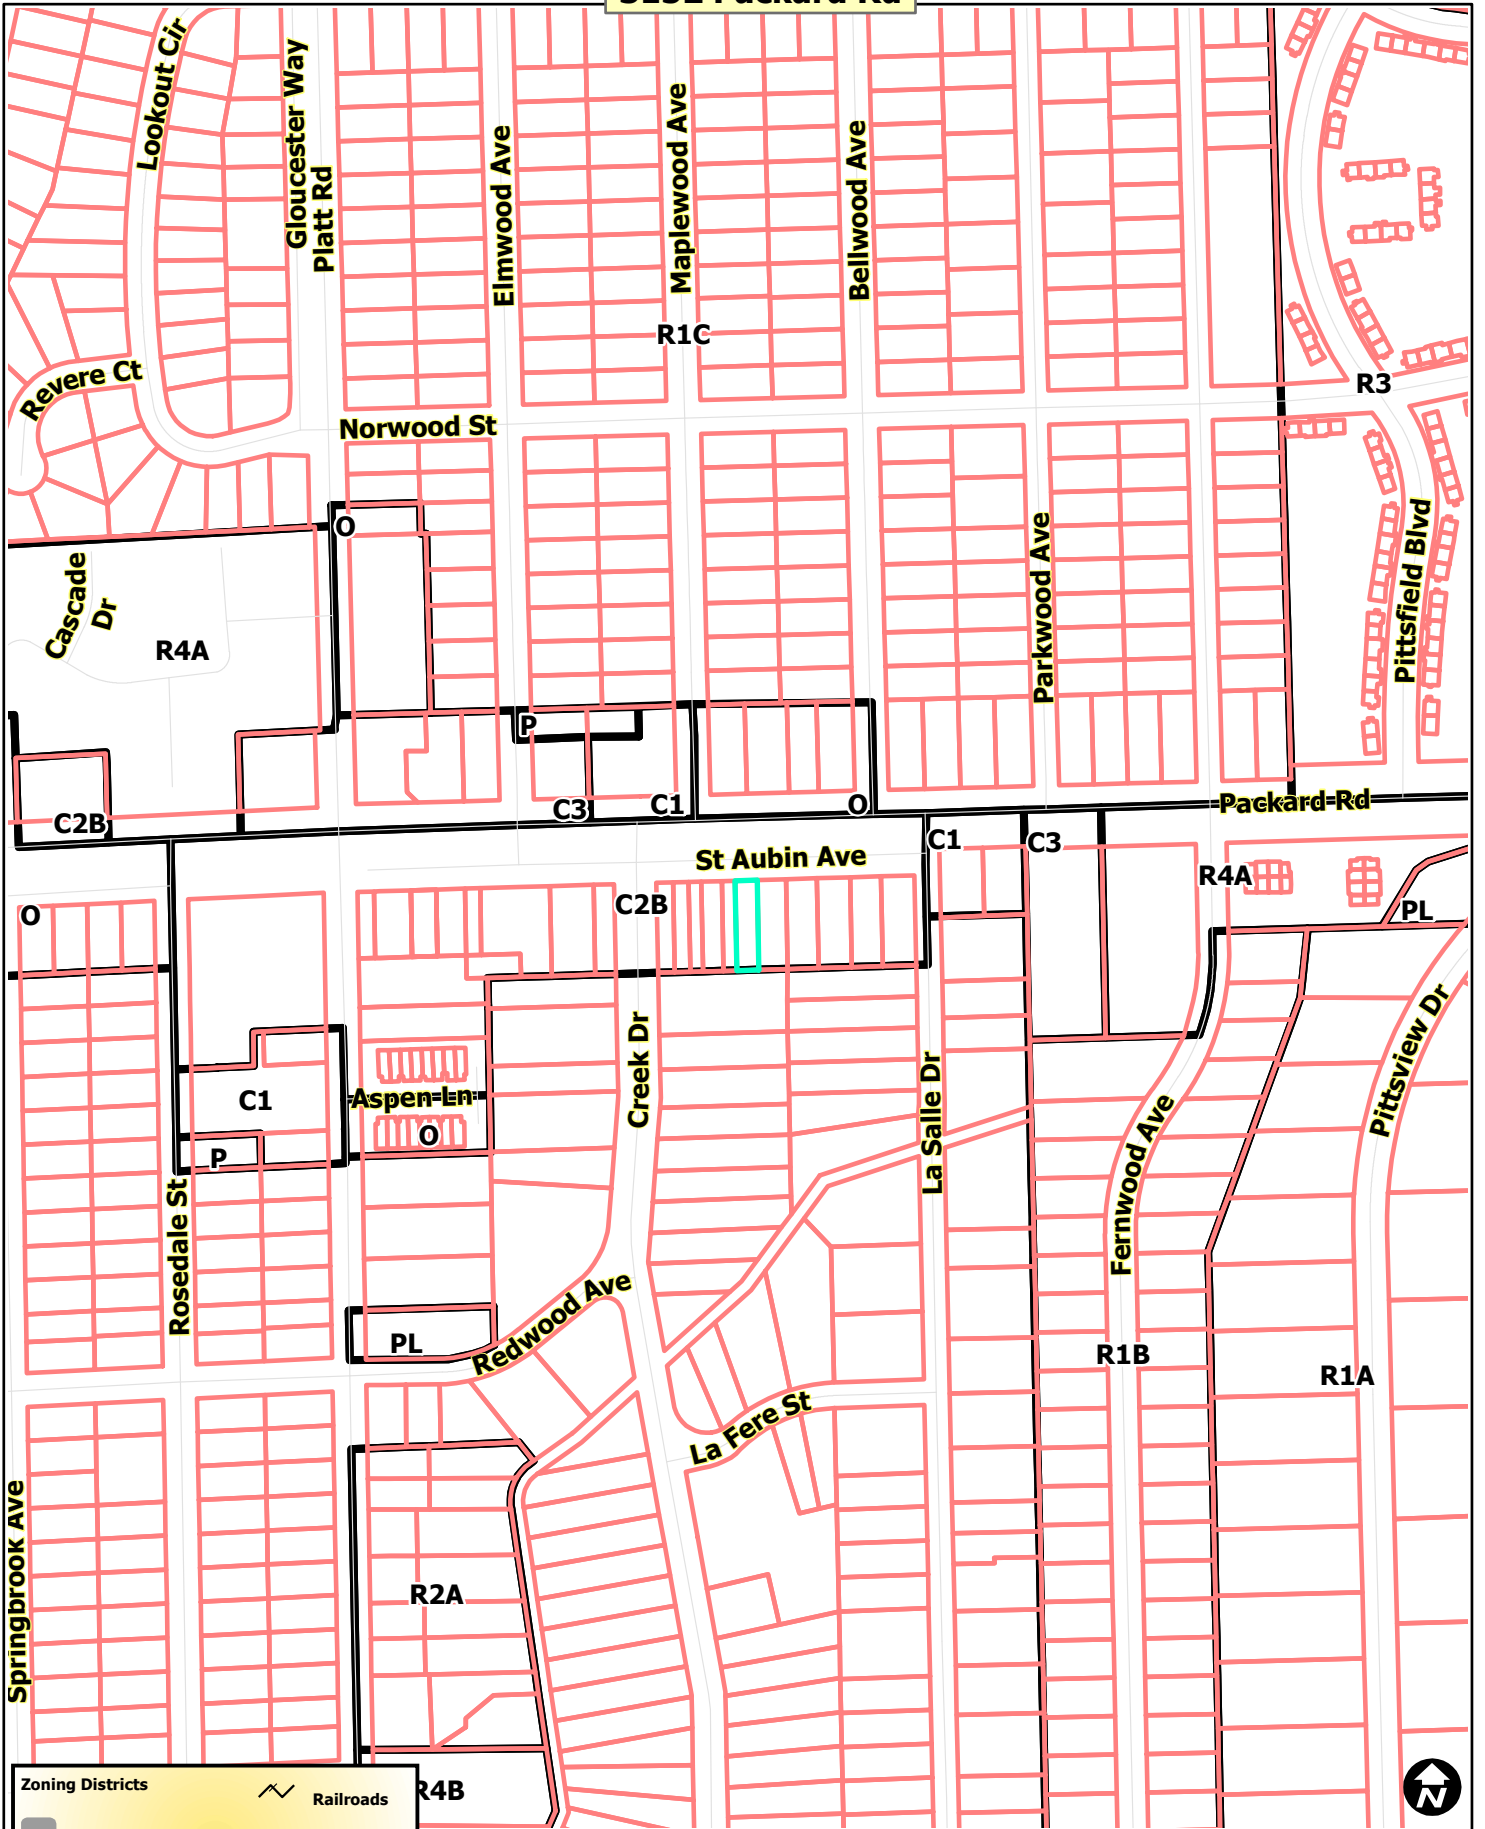 Lookout Cir
Gloucester Way
Platt Rd
Elmwood Ave
Maplewood Ave
Bellwood Ave
R1C
Revere Ct
R3
Norwood St
O
Cascade
Dr
R4A
Parkwood Ave
Pittsfield Blvd
P
C2B
C3
C1
O
Packard Rd
C1
C3
St Aubin Ave
R4A
O
C2B
PL
Pittsview Dr
Creek Dr
La Salle Dr
C1
Aspen Ln
O
P
Fernwood Ave
Rosedale St
Redwood Ave
PL
R1B
R1A
La Fere St
Springbrook Ave
R2A
Zoning Districts
Railroads
R4B
N